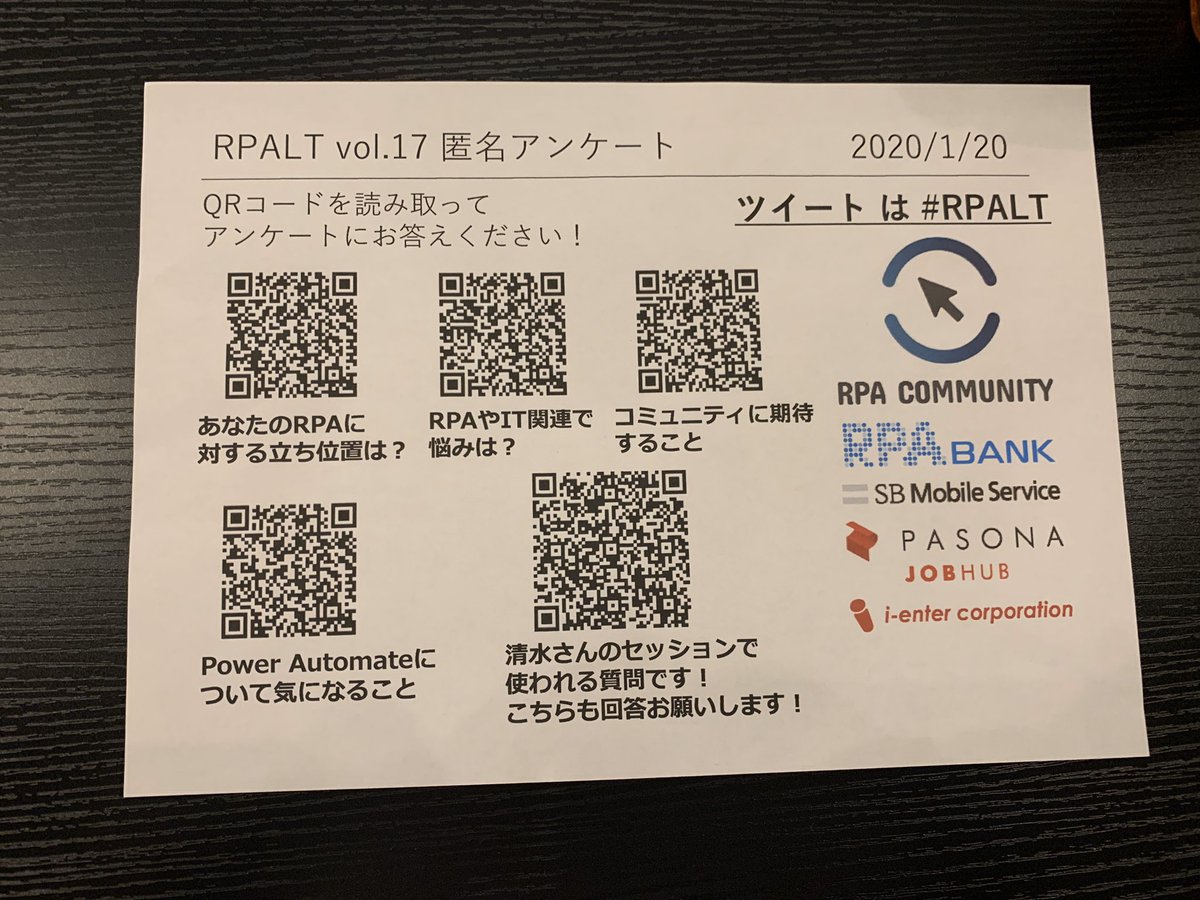 RPALT vol.17 匿名アンケート
2020/1/20
QRコードを読み取って
アンケートにお答えください！
ツイート は #RPALT
あなたのRPAに
対する立ち位置は？
RPAやIT関連で
悩みは？
コミュニティに期待
すること
Power Automateに
ついて気になること
清水さんのセッションで
使われる質問です！
こちらも回答お願いします！
RPA COMMUNITY
RPA BANK
SB Mobile Service
PASONA
JOB HUB
i-enter corporation